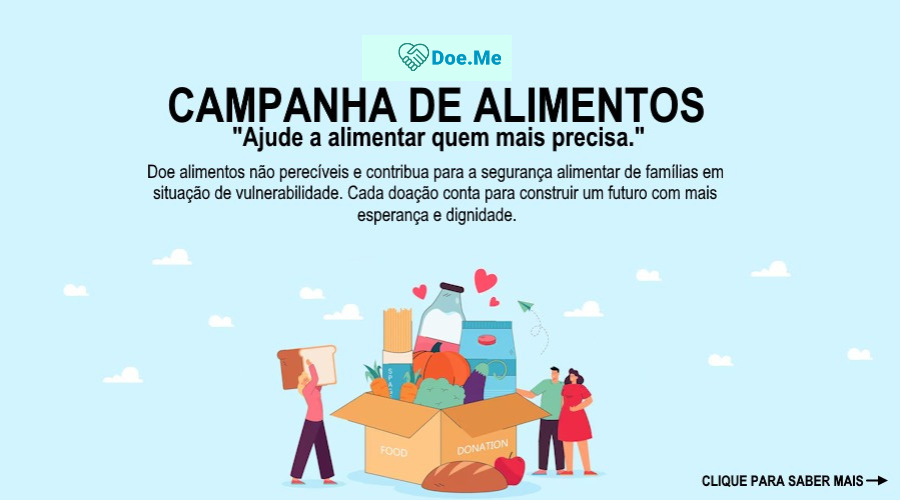 Doe.Me
CAMPANHA DE ALIMENTOS
"Ajude a alimentar quem mais precisa."
Doe alimentos não perecíveis e contribua para a segurança alimentar de famílias em
situação de vulnerabilidade. Cada doação conta para construir um futuro com mais
esperança e dignidade.
FOOD
DONATION
CLIQUE PARA SABER MAIS